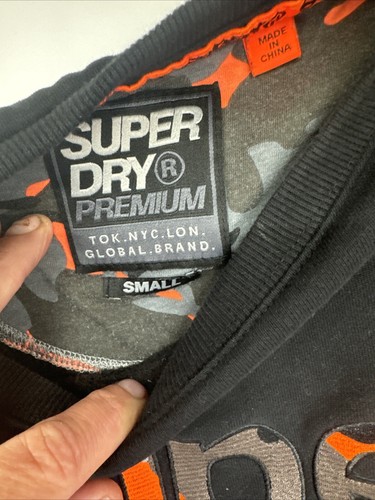 MADE
IN
CHINA
SUPER
DRY®
PREMIUM
TOK.NYC.LON.
GLOBAL.BRAND.
SMALL